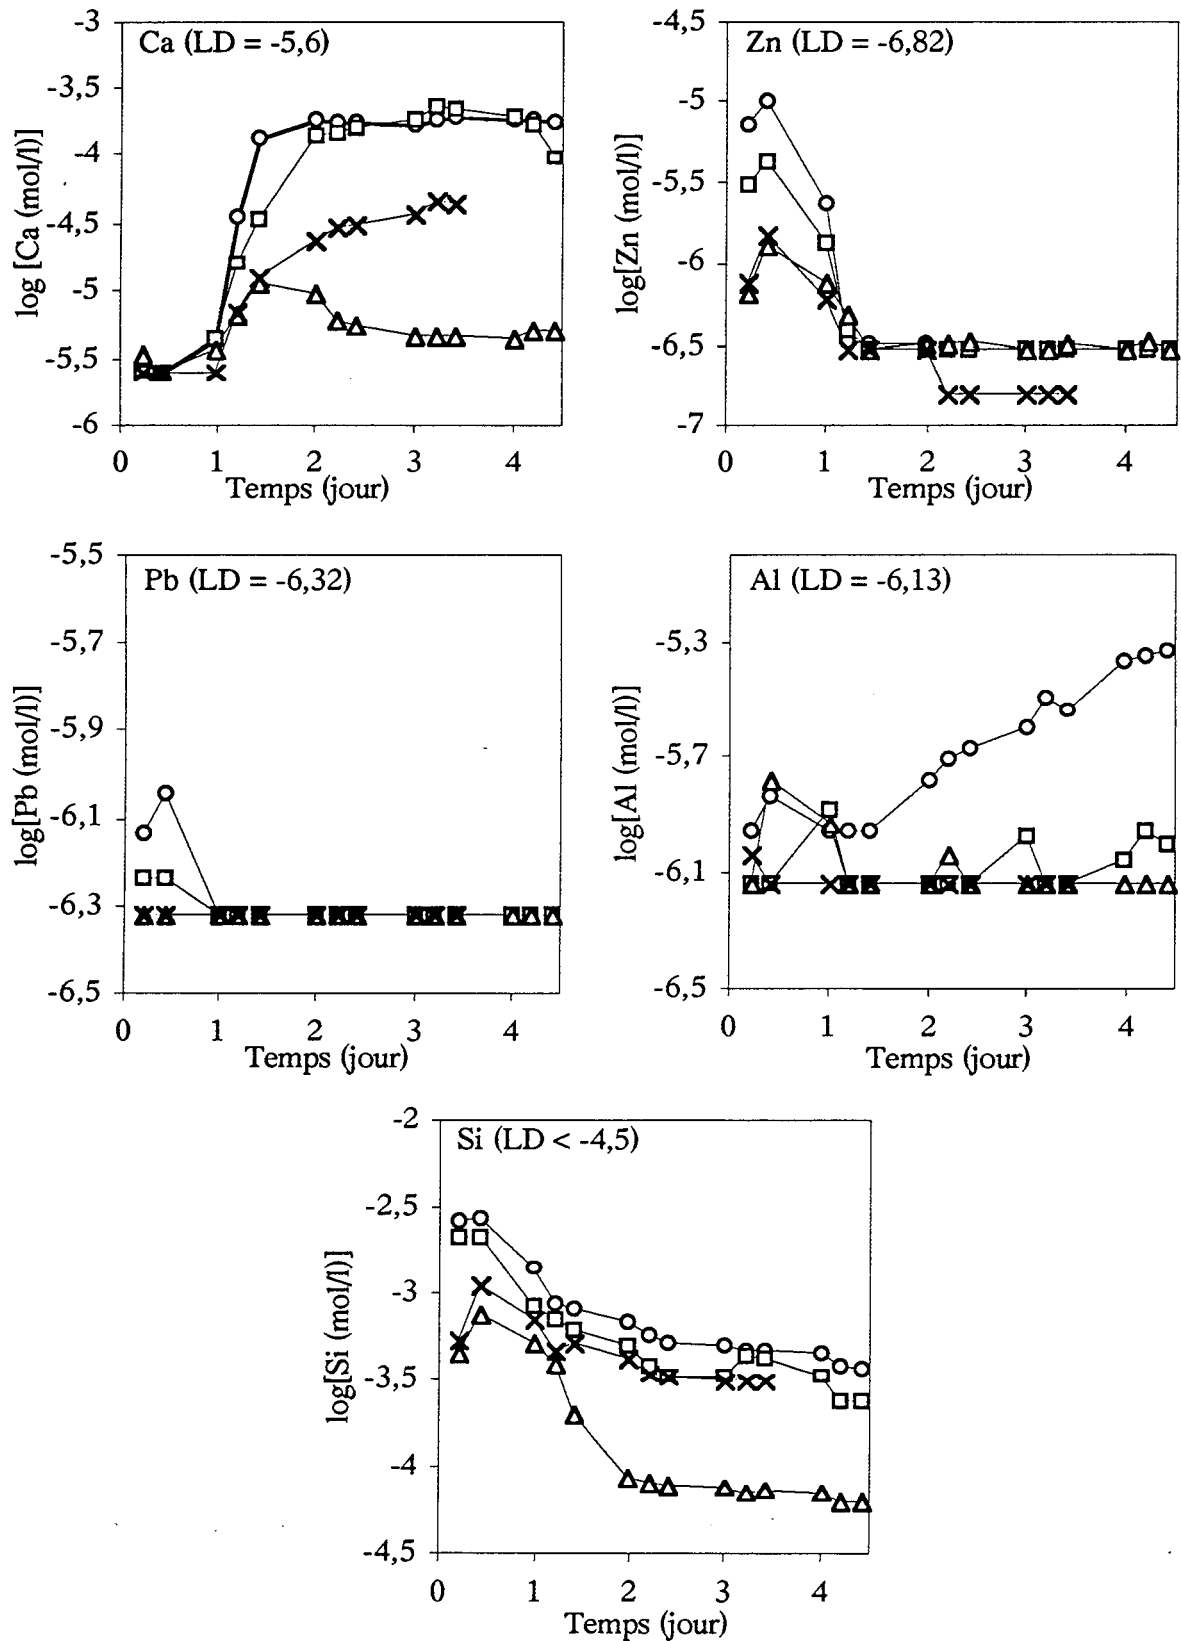 Ca (LD = -5,6)
log [Ca (mol/l)]
-3
-3,5
-4
-4,5
-5
-5,5
-6
0 1 2 3 4
Temps (jour)
Zn (LD = -6,82)
log[Zn (mol/l)]
-4,5
-5
-5,5
-6
-6,5
-7
0 1 2 3 4
Temps (jour)
Pb (LD = -6,32)
log[Pb (mol/l)]
-5,5
-5,7
-5,9
-6,1
-6,3
-6,5
0 1 2 3 4
Temps (jour)
Al (LD = -6,13)
log[Al (mol/l)]
-5,3
-5,7
-6,1
-6,5
0 1 2 3 4
Temps (jour)
Si (LD < -4,5)
log[Si (mol/l)]
-2
-2,5
-3
-3,5
-4
-4,5
0 1 2 3 4
Temps (jour)